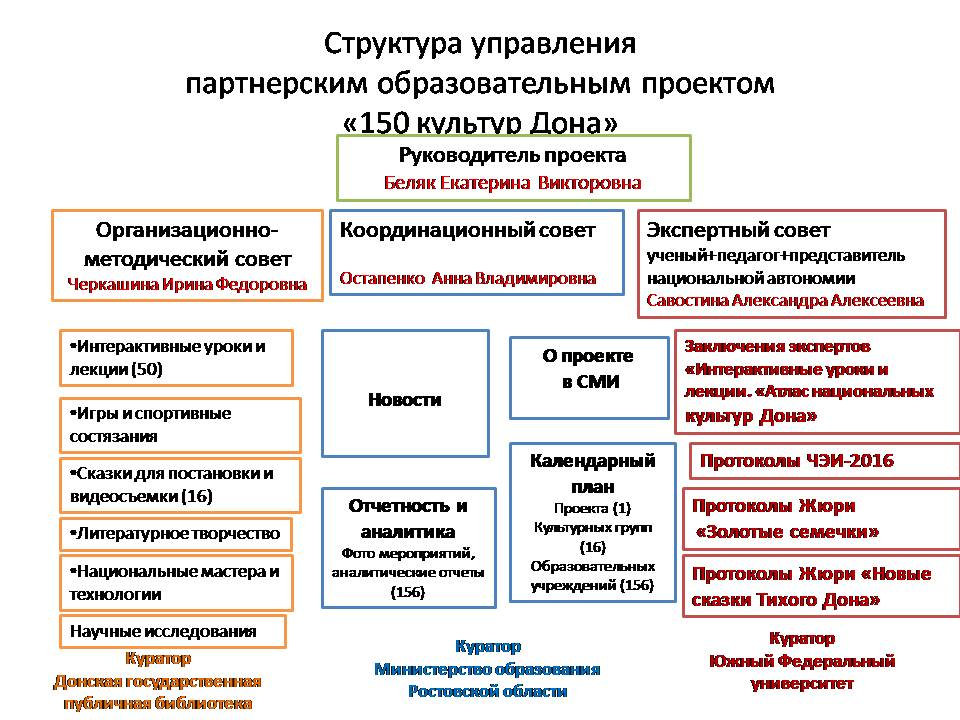 Структура управления
партнерским образовательным проектом
«150 культур Дона»
Руководитель проекта
Беляк Екатерина Викторовна
Организационно-
методический совет
Черкашина Ирина Федоровна
Координационный совет
Остапенко Анна Владимировна
Экспертный совет
ученый+педагог+представитель
национальной автономии
Савостина Александра Алексеевна
•Интерактивные уроки и
лекции (50)
•Игры и спортивные
состязания
•Сказки для постановки и
видеосъемки (16)
•Литературное творчество
•Национальные мастера и
технологии
Научные исследования
Куратор
Донская государственная
публичная библиотека
Новости
Отчетность и
аналитика
Фото мероприятий,
аналитические отчеты
(156)
О проекте
в СМИ
Календарный
план
Проекта (1)
Культурных групп
(16)
Образовательных
учреждений (156)
Куратор
Министерство образования
Ростовской области
Заключения экспертов
«Интерактивные уроки и
лекции. «Атлас национальных
культур Дона»
Протоколы ЧЭИ-2016
Протоколы Жюри
«Золотые семечки»
Протоколы Жюри «Новые
сказки Тихого Дона»
Куратор
Южный Федеральный
университет